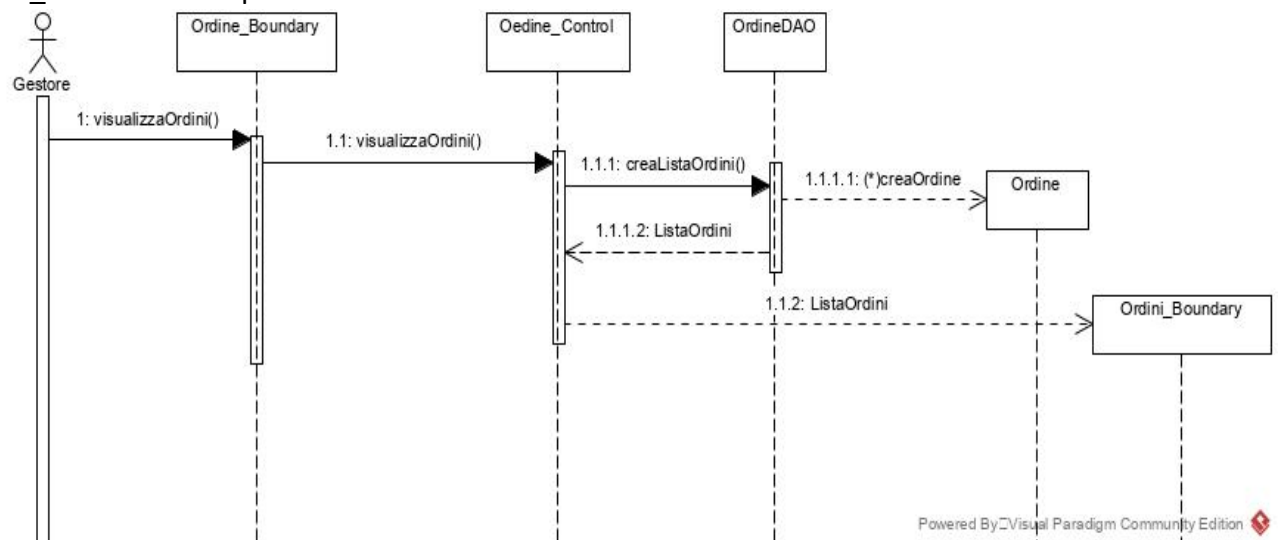 Ordine_Boundary
Oedine_Control
OrdineDAO
Gestore
1: visualizzaOrdini()
1.1: visualizzaOrdini()
1.1.1: creaListaOrdini()
1.1.1.1: (*)creaOrdine
Ordine
1.1.1.2: ListaOrdini
1.1.2: ListaOrdini
Ordini_Boundary
Powered By Visual Paradigm Community Edition